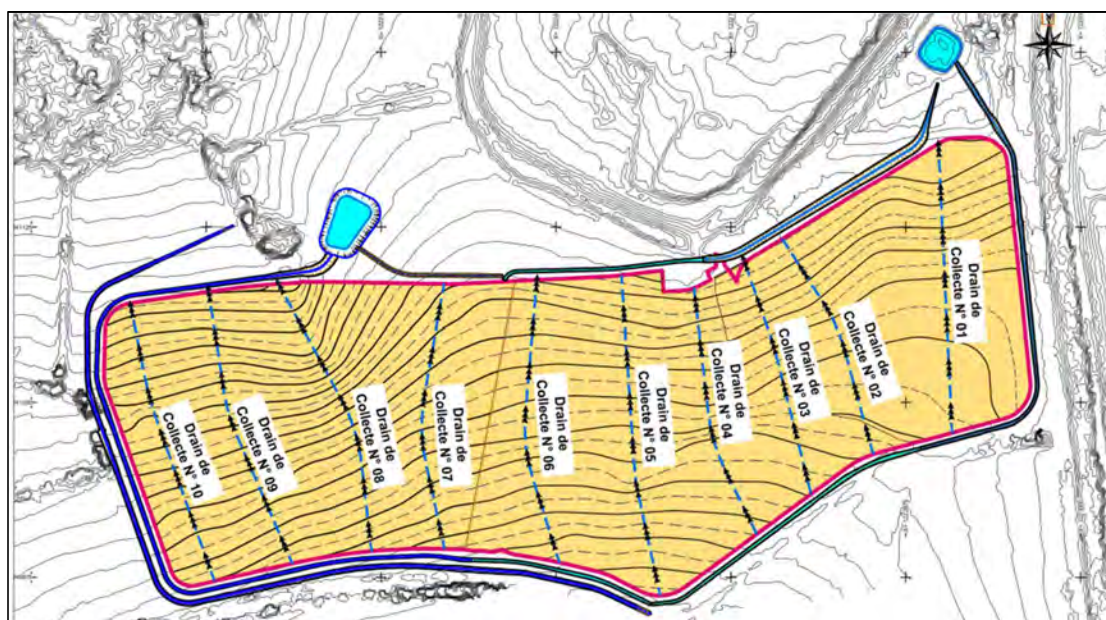 Drain de
Collecte N° 01
Drain de
Collecte N° 02
Drain de
Collecte N° 03
Drain de
Collecte N° 04
Drain de
Collecte N° 05
Drain de
Collecte N° 06
Drain de
Collecte N° 07
Drain de
Collecte N° 08
Drain de
Collecte N° 09
Drain de
Collecte N° 10